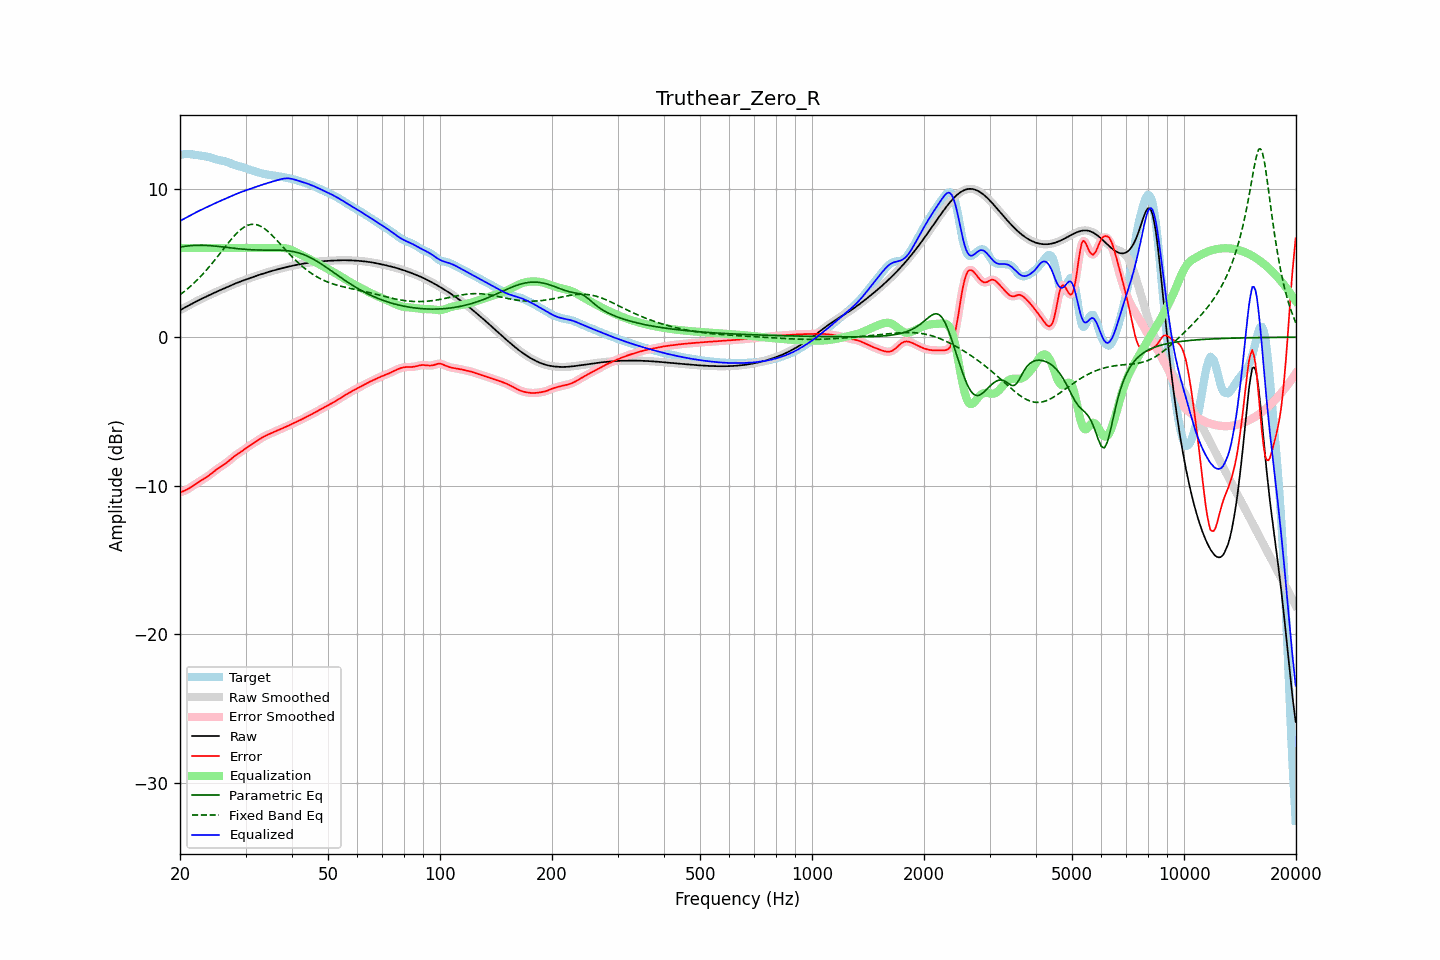 Truthear_Zero_R
Amplitude (dBr)
10
0
−10
−20
−30
Target
Raw Smoothed
Error Smoothed
Raw
Error
Equalization
Parametric Eq
Fixed Band Eq
Equalized
20 50 100 200 500 1000 2000 5000 10000 20000
Frequency (Hz)